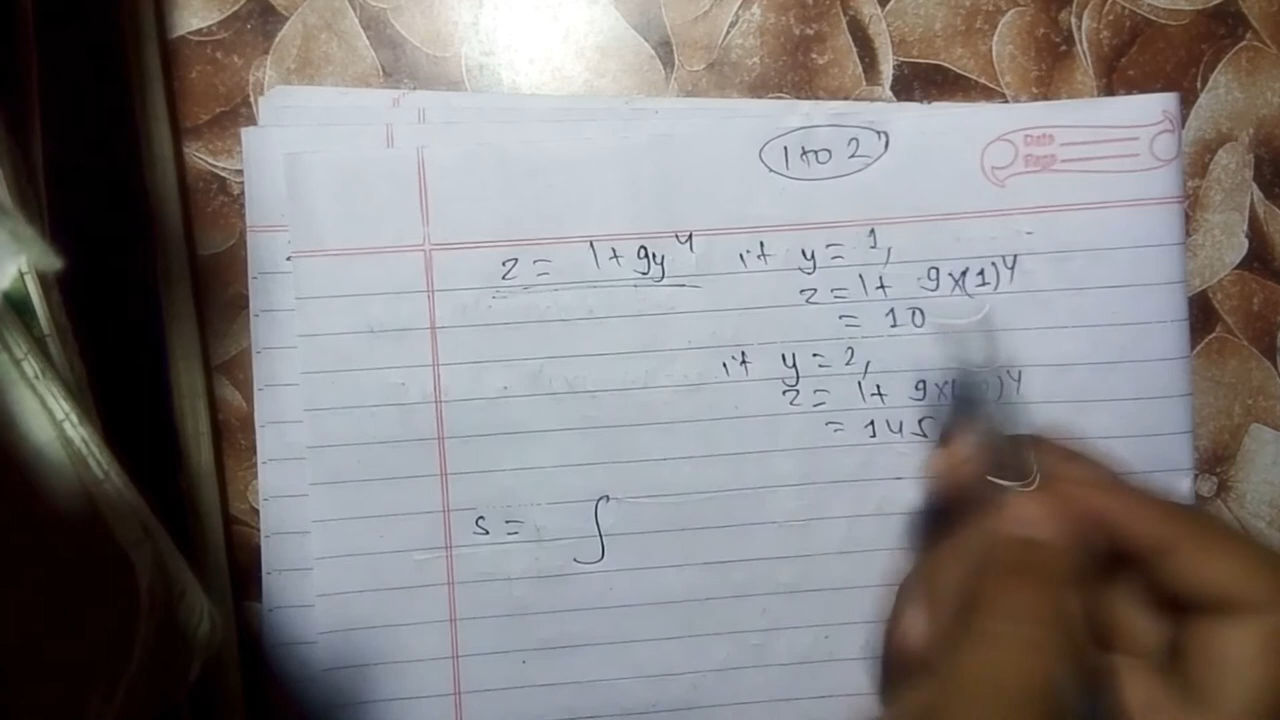 1 to 2
Date
Page
z = 1 + 9y⁴ if y = 1,
z = 1 + 9×(1)⁴
= 10
if y = 2,
z = 1 + 9×( )⁴
= 145
s = ∫